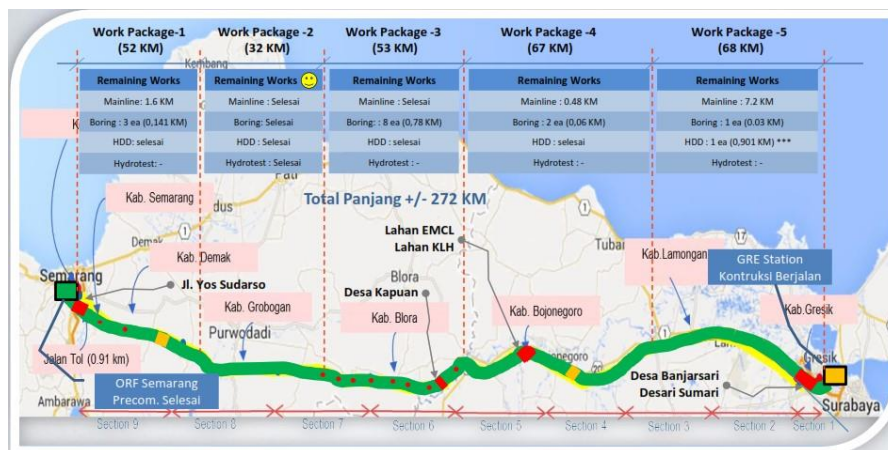 Work Package-1
(52 KM)
Work Package -2
(32 KM)
Work Package -3
(53 KM)
Work Package -4
(67 KM)
Work Package -5
(68 KM)
Kembang
Remaining Works
Mainline: 1.6 KM
Boring : 3 ea (0,141 KM)
HDD: selesai
Hydrotest: -
Remaining Works
Mainline : Selesai
Boring: Selesai
HDD : Selesai
Hydrotest : Selesai
Remaining Works
Mainline: Selesai
Boring: : 8 ea (0,78 KM)
HDD: selesai
Hydrotest: -
Remaining Works
Mainline: 0.48 KM
Boring : 2 ea (0,06 KM)
HDD: selesai
Hydrotest : -
Remaining Works
Mainline: 7.2 KM
Boring : 1 ea (0.03 KM)
HDD : 1 ea (0,901 KM) ***
Hydrotest : -
K
Pati
Total Panjang +/- 272 KM
Kab. Semarang
dus
Demak
Kab. Demak
Semarang
Jl. Yos Sudarso
Lahan EMCL
Lahan KLH
Blora
Desa Kapuan
Tuban
Kab.Lamongan
17
GRE Station
Kontruksi Berjalan
Kab. Grobogan
Purwodadi
Kab. Blora
Kab. Bojonegoro
onegoro
20
Kab.Gresik
Gresik
Jalan Tol (0.91 km)
ORF Semarang
Precom. Selesai
Ambarawa
Desa Banjarsari
Desari Sumari
Surabaya
Section 9
Section 8
Section 7
Section 6
Section 5
Section 4
Section 3
Section 2
Section 1